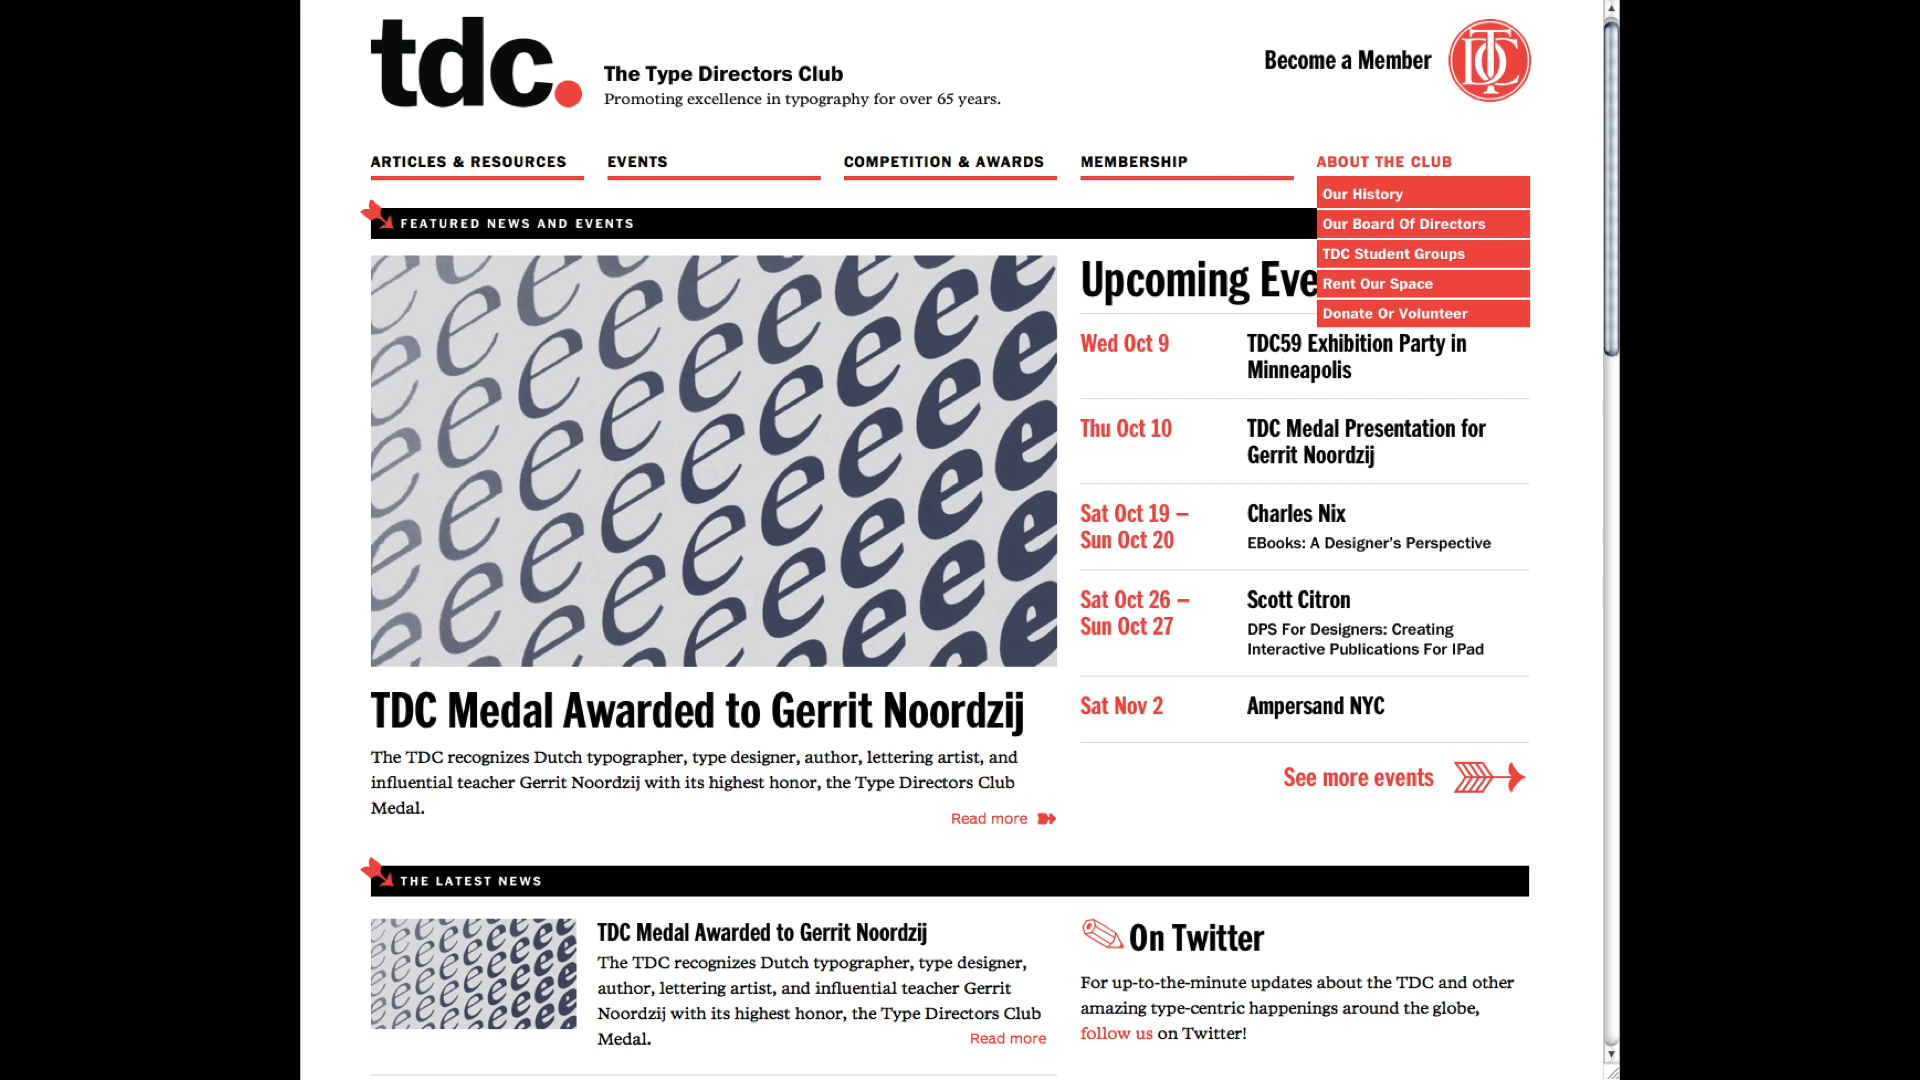 tdc.
The Type Directors Club
Promoting excellence in typography for over 65 years.
Become a Member
TDC
ARTICLES & RESOURCES
EVENTS
COMPETITION & AWARDS
MEMBERSHIP
ABOUT THE CLUB
Our History
Our Board Of Directors
TDC Student Groups
Rent Our Space
Donate Or Volunteer
FEATURED NEWS AND EVENTS
TDC Medal Awarded to Gerrit Noordzij
The TDC recognizes Dutch typographer, type designer, author, lettering artist, and
influential teacher Gerrit Noordzij with its highest honor, the Type Directors Club
Medal.
Read more
Upcoming Eve
Wed Oct 9
TDC59 Exhibition Party in
Minneapolis
Thu Oct 10
TDC Medal Presentation for
Gerrit Noordzij
Sat Oct 19 –
Sun Oct 20
Charles Nix
EBooks: A Designer's Perspective
Sat Oct 26 –
Sun Oct 27
Scott Citron
DPS For Designers: Creating
Interactive Publications For IPad
Sat Nov 2
Ampersand NYC
See more events
THE LATEST NEWS
TDC Medal Awarded to Gerrit Noordzij
The TDC recognizes Dutch typographer, type designer,
author, lettering artist, and influential teacher Gerrit
Noordzij with its highest honor, the Type Directors Club
Medal.
Read more
On Twitter
For up-to-the-minute updates about the TDC and other
amazing type-centric happenings around the globe,
follow us on Twitter!